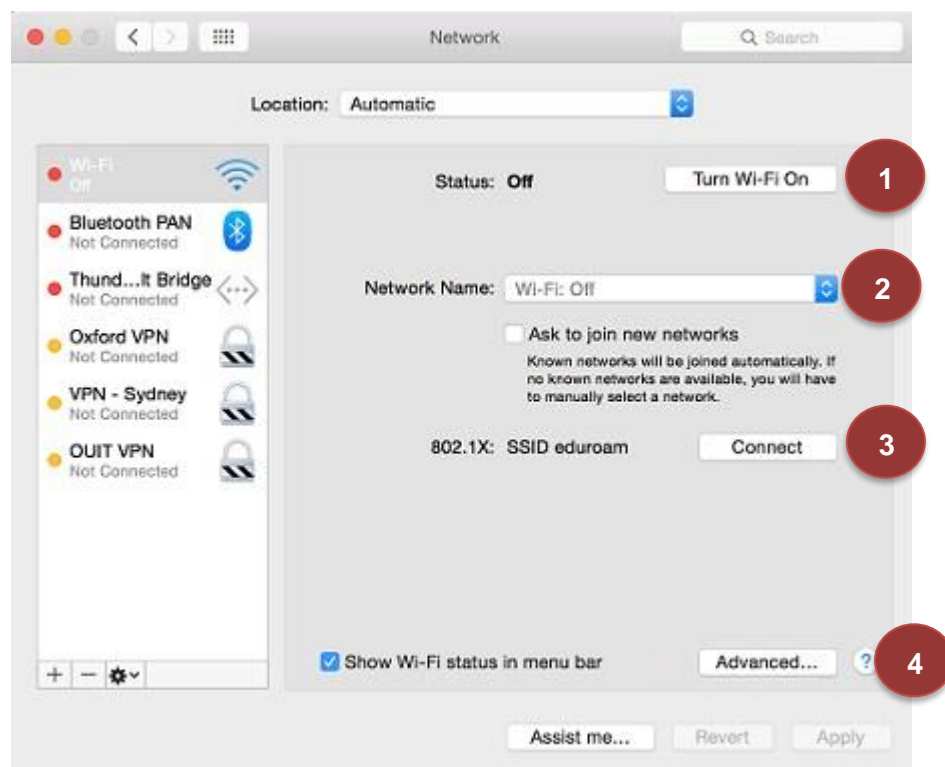 Network
Search
Location: Automatic
Wi-Fi
Off
Status: Off
Turn Wi-Fi On
1
Bluetooth PAN
Not Connected
Thund...lt Bridge
Not Connected
Network Name: Wi-Fi: Off
2
Ask to join new networks
Known networks will be joined automatically. If
no known networks are available, you will have
to manually select a network.
Oxford VPN
Not Connected
VPN - Sydney
Not Connected
OUIT VPN
Not Connected
802.1X: SSID eduroam
Connect
3
Show Wi-Fi status in menu bar
Advanced...
?
4
+ −
Assist me...
Revert
Apply